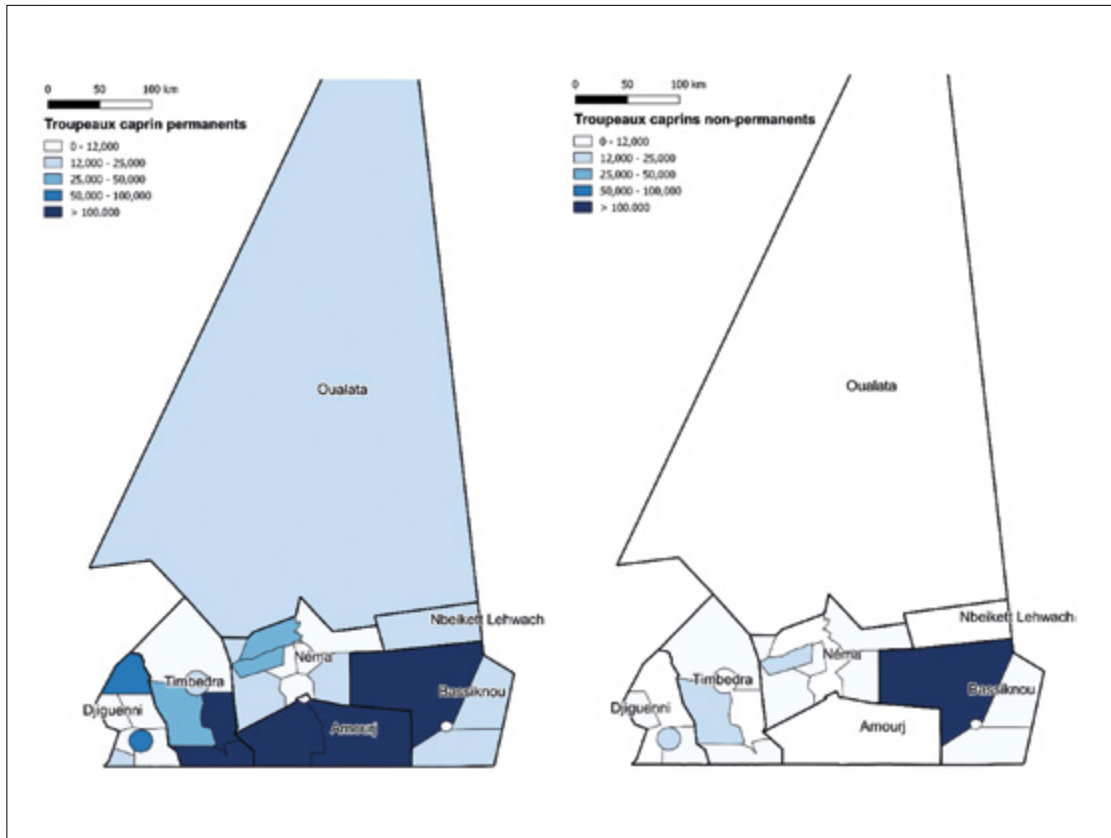 0 50 100 km
Troupeaux caprin permanents
0 - 12,000
12,000 - 25,000
25,000 - 50,000
50,000 - 100,000
> 100.000
Oualata
Nbeikett Lehwach
Néma
Timbedra
Bassiknou
Djiguenni
Amourj
0 50 100 km
Troupeaux caprins non-permanents
0 - 12,000
12,000 - 25,000
25,000 - 50,000
50,000 - 100,000
> 100.000
Oualata
Nbeikett Lehwach
Néma
Timbedra
Bassiknou
Djiguenni
Amourj